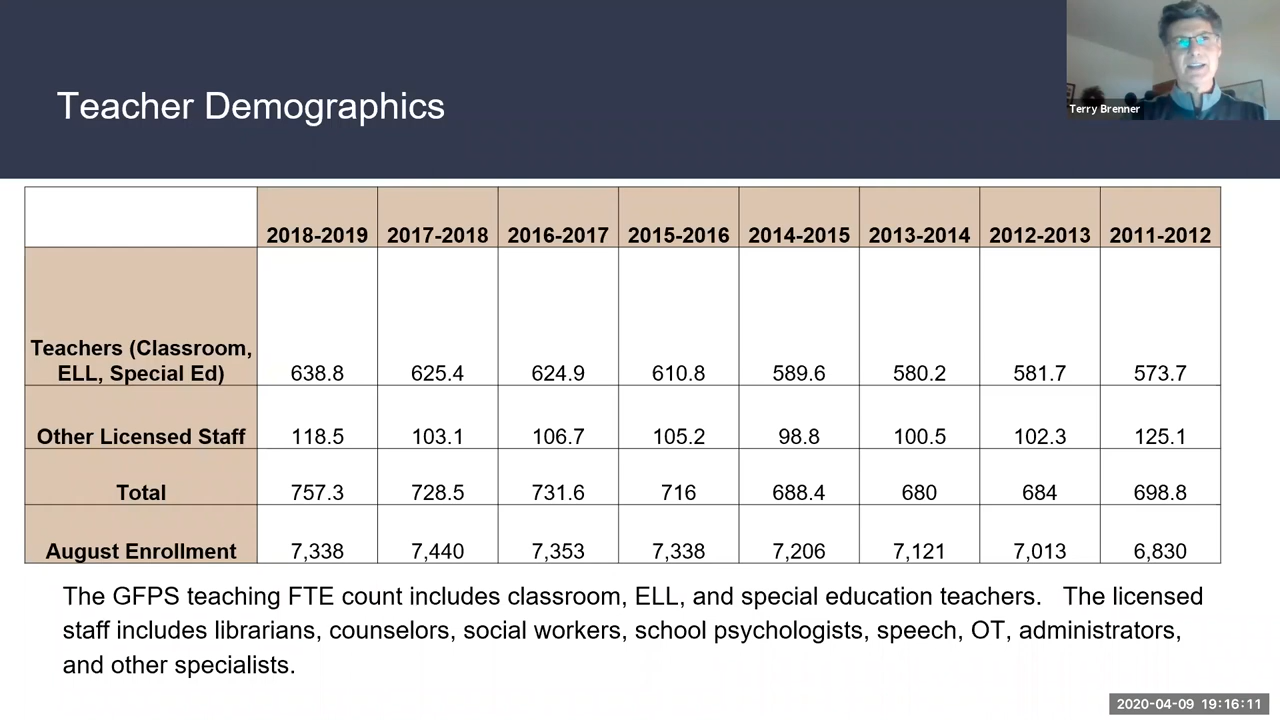 Teacher Demographics
Terry Brenner
2018-2019 2017-2018 2016-2017 2015-2016 2014-2015 2013-2014 2012-2013 2011-2012
Teachers (Classroom,
ELL, Special Ed) 638.8 625.4 624.9 610.8 589.6 580.2 581.7 573.7
Other Licensed Staff 118.5 103.1 106.7 105.2 98.8 100.5 102.3 125.1
Total 757.3 728.5 731.6 716 688.4 680 684 698.8
August Enrollment 7,338 7,440 7,353 7,338 7,206 7,121 7,013 6,830
The GFPS teaching FTE count includes classroom, ELL, and special education teachers. The licensed
staff includes librarians, counselors, social workers, school psychologists, speech, OT, administrators,
and other specialists.
2020-04-09 19:16:11